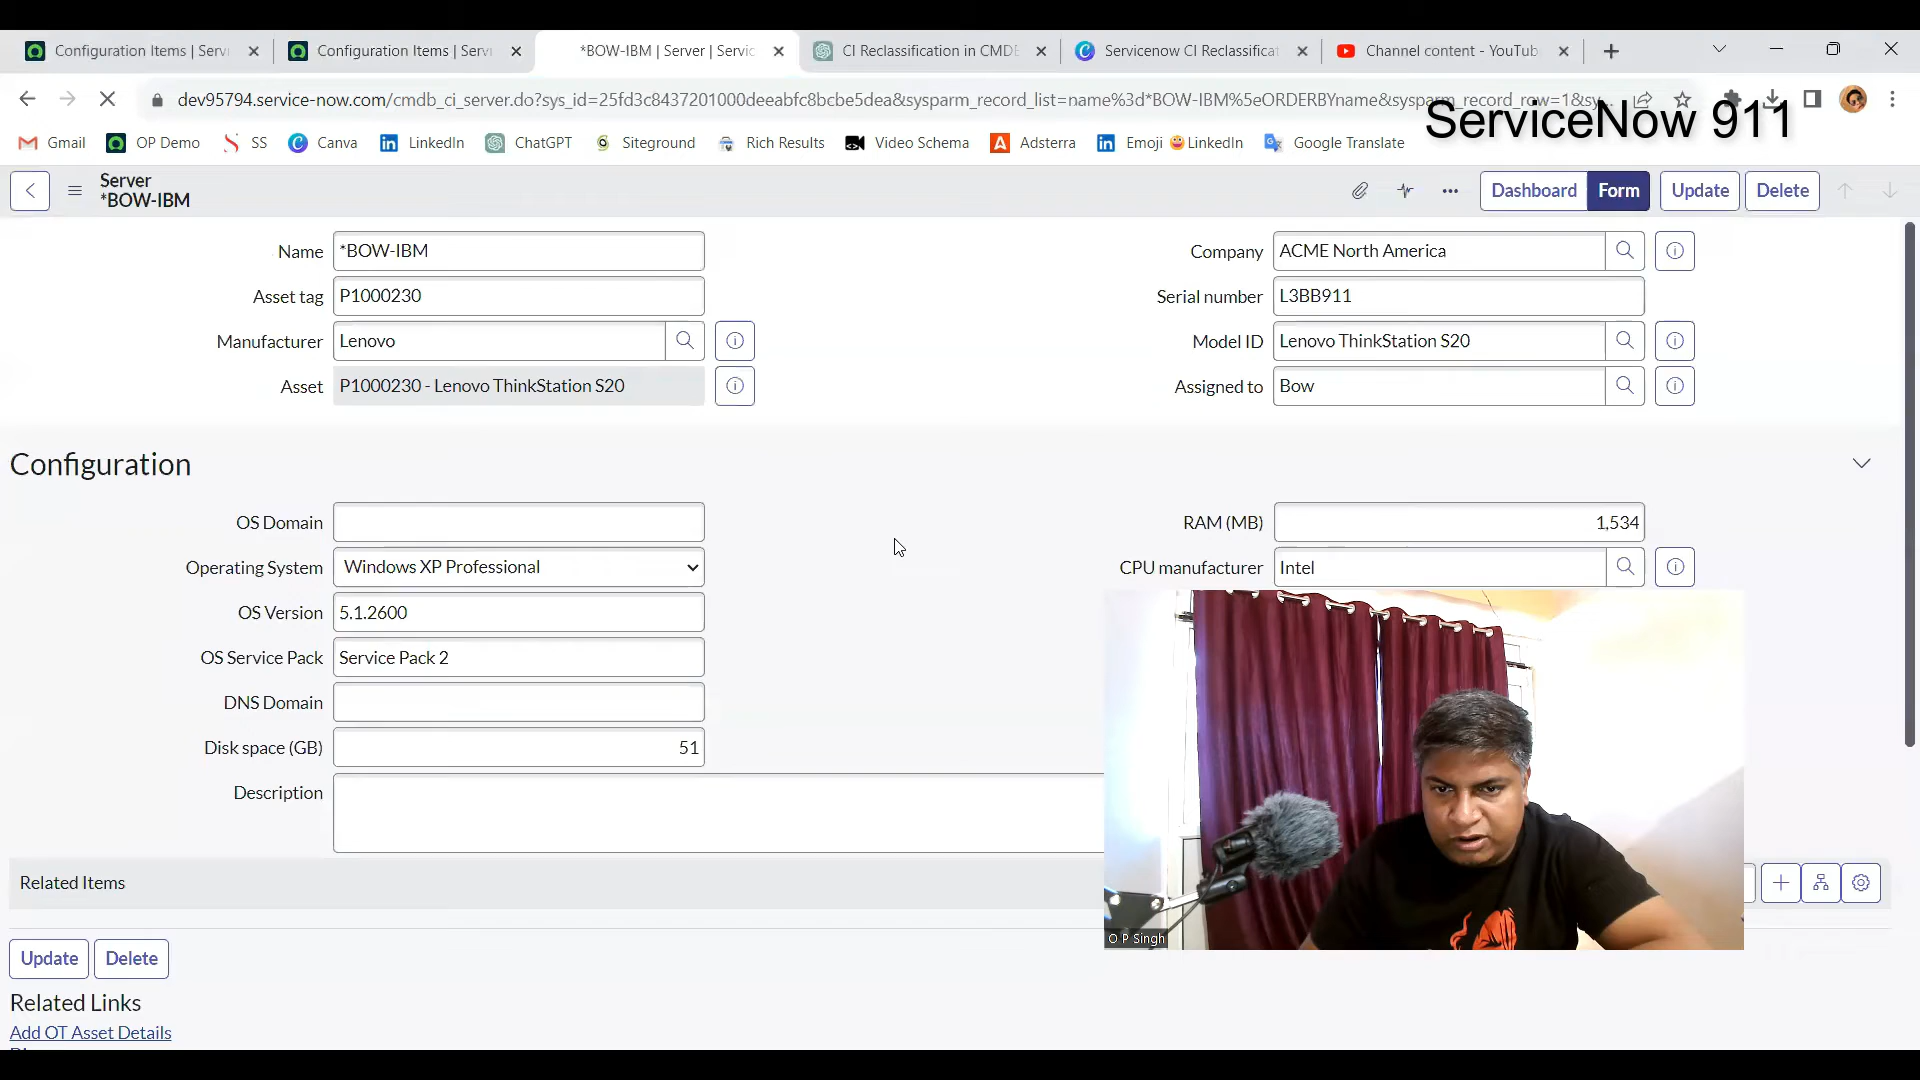 Configuration Items | Serv
Configuration Items | Serv
*BOW-IBM | Server | Servic
CI Reclassification in CMDB
Servicenow CI Reclassificat
Channel content - YouTub
dev95794.service-now.com/cmdb_ci_server.do?sys_id=25fd3c8437201000deeabfc8bcbe5dea&sysparm_record_list=name%3d*BOW-IBM%5eORDERBYname&sysparm_record_row=1&sy...
ServiceNow 911
Gmail
OP Demo
SS
Canva
LinkedIn
ChatGPT
Siteground
Rich Results
Video Schema
Adsterra
Emoji 😀LinkedIn
Google Translate
Server
*BOW-IBM
Dashboard
Form
Update
Delete
Name *BOW-IBM
Company ACME North America
Asset tag P1000230
Serial number L3BB911
Manufacturer Lenovo
Model ID Lenovo ThinkStation S20
Asset P1000230 - Lenovo ThinkStation S20
Assigned to Bow
Configuration
OS Domain
RAM (MB) 1,534
Operating System Windows XP Professional
CPU manufacturer Intel
OS Version 5.1.2600
OS Service Pack Service Pack 2
DNS Domain
Disk space (GB) 51
Description
Related Items
O P Singh
Update
Delete
Related Links
Add OT Asset Details